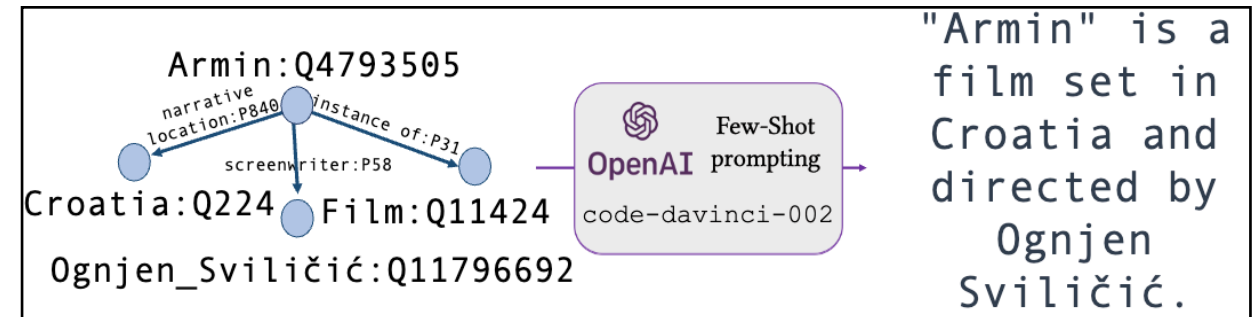 Armin:Q4793505
narrative
location:P840
instance of:P31
screenwriter:P58
Croatia:Q224
Film:Q11424
Ognjen_Sviličić:Q11796692
OpenAI
Few-Shot
prompting
code-davinci-002
"Armin" is a
film set in
Croatia and
directed by
Ognjen
Sviličić.